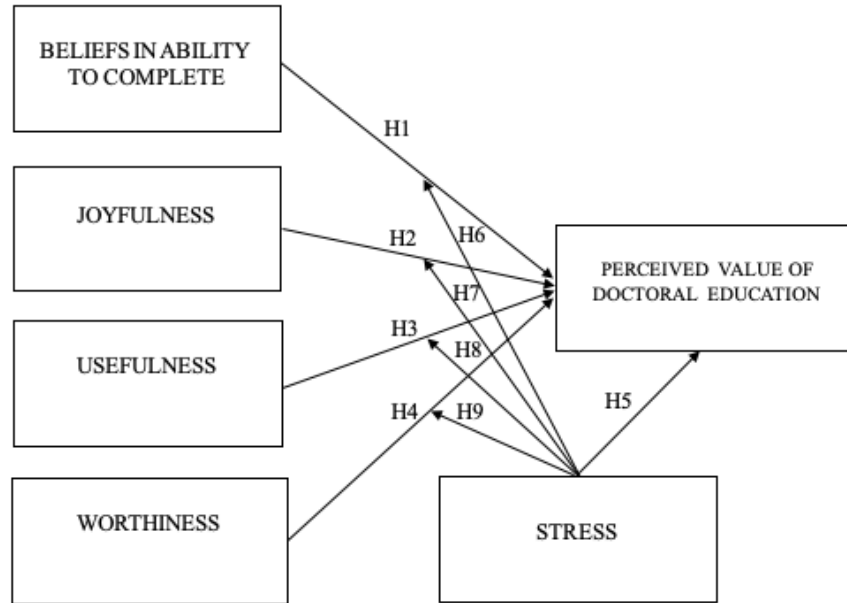 BELIEFS IN ABILITY
TO COMPLETE
H1
JOYFULNESS
H2
H6
PERCEIVED VALUE OF
DOCTORAL EDUCATION
H7
USEFULNESS
H3
H8
H4
H9
H5
WORTHINESS
STRESS